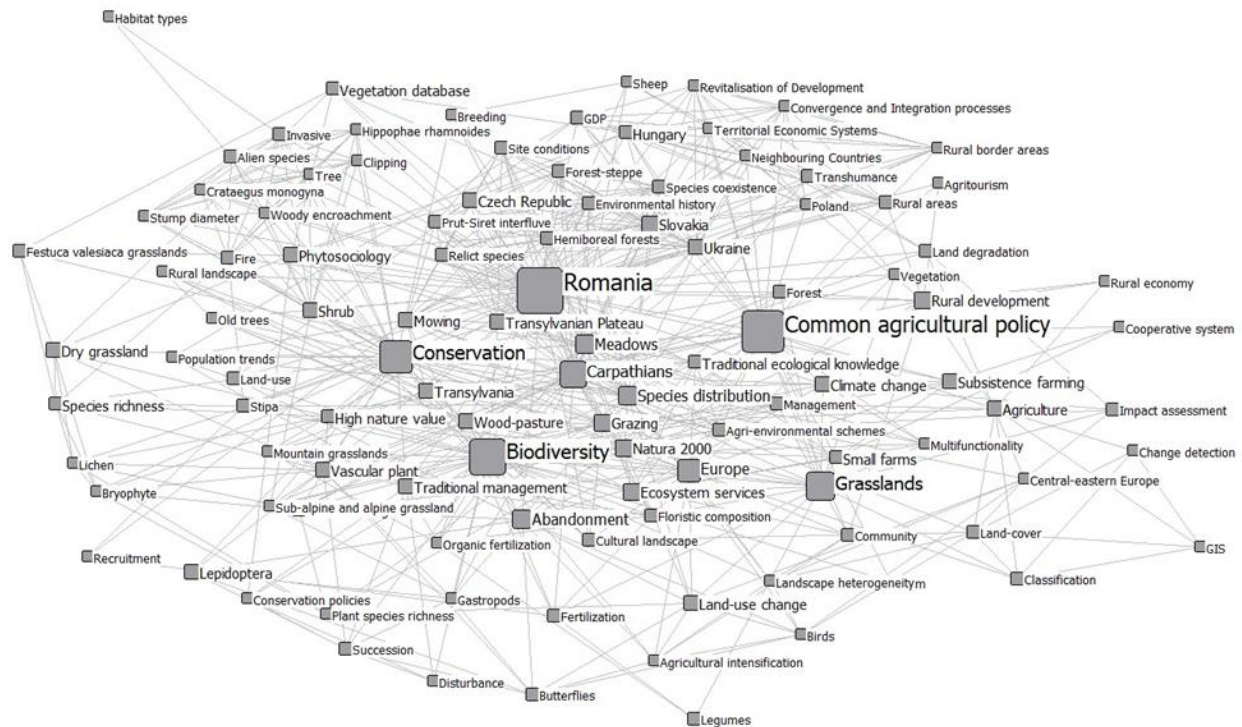 Habitat types
Sheep
Revitalisation of Development
Vegetation database
Convergence and Integration processes
Breeding
GDP
Hippophae rhamnoides
Hungary
Territorial Economic Systems
Invasive
Site conditions
Rural border areas
Alien species
Clipping
Neighbouring Countries
Tree
Forest-steppe
Transhumance
Agritourism
Crataegus monogyna
Species coexistence
Czech Republic
Environmental history
Poland
Rural areas
Stump diameter
Woody encroachment
Prut-Siret interfluve
Slovakia
Hemiboreal forests
Ukraine
Festuca valesiaca grasslands
Fire
Phytosociology
Relict species
Land degradation
Rural landscape
Vegetation
Romania
Rural economy
Forest
Rural development
Shrub
Old trees
Mowing
Transylvanian Plateau
Common agricultural policy
Cooperative system
Meadows
Dry grassland
Population trends
Conservation
Traditional ecological knowledge
Carpathians
Land-use
Climate change
Subsistence farming
Transylvania
Species distribution
Species richness
Stipa
Management
Agriculture
Impact assessment
High nature value
Wood-pasture
Grazing
Agri-environmental schemes
Multifunctionality
Mountain grasslands
Biodiversity
Natura 2000
Change detection
Lichen
Vascular plant
Europe
Small farms
Bryophyte
Traditional management
Ecosystem services
Grasslands
Central-eastern Europe
Sub-alpine and alpine grassland
Abandonment
Floristic composition
Organic fertilization
Cultural landscape
Community
Land-cover
GIS
Recruitment
Lepidoptera
Landscape heterogeneitym
Classification
Conservation policies
Gastropods
Land-use change
Plant species richness
Fertilization
Birds
Succession
Agricultural intensification
Disturbance
Butterflies
Legumes